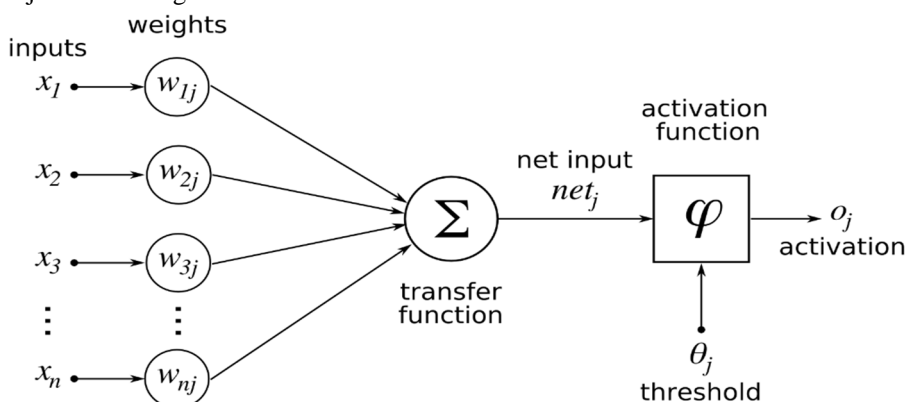 weights
inputs
x1
w1j
x2
w2j
x3
w3j
⋮ ⋮
xn
wnj
Σ
transfer
function
net input
netj
activation
function
φ
oj
activation
θj
threshold